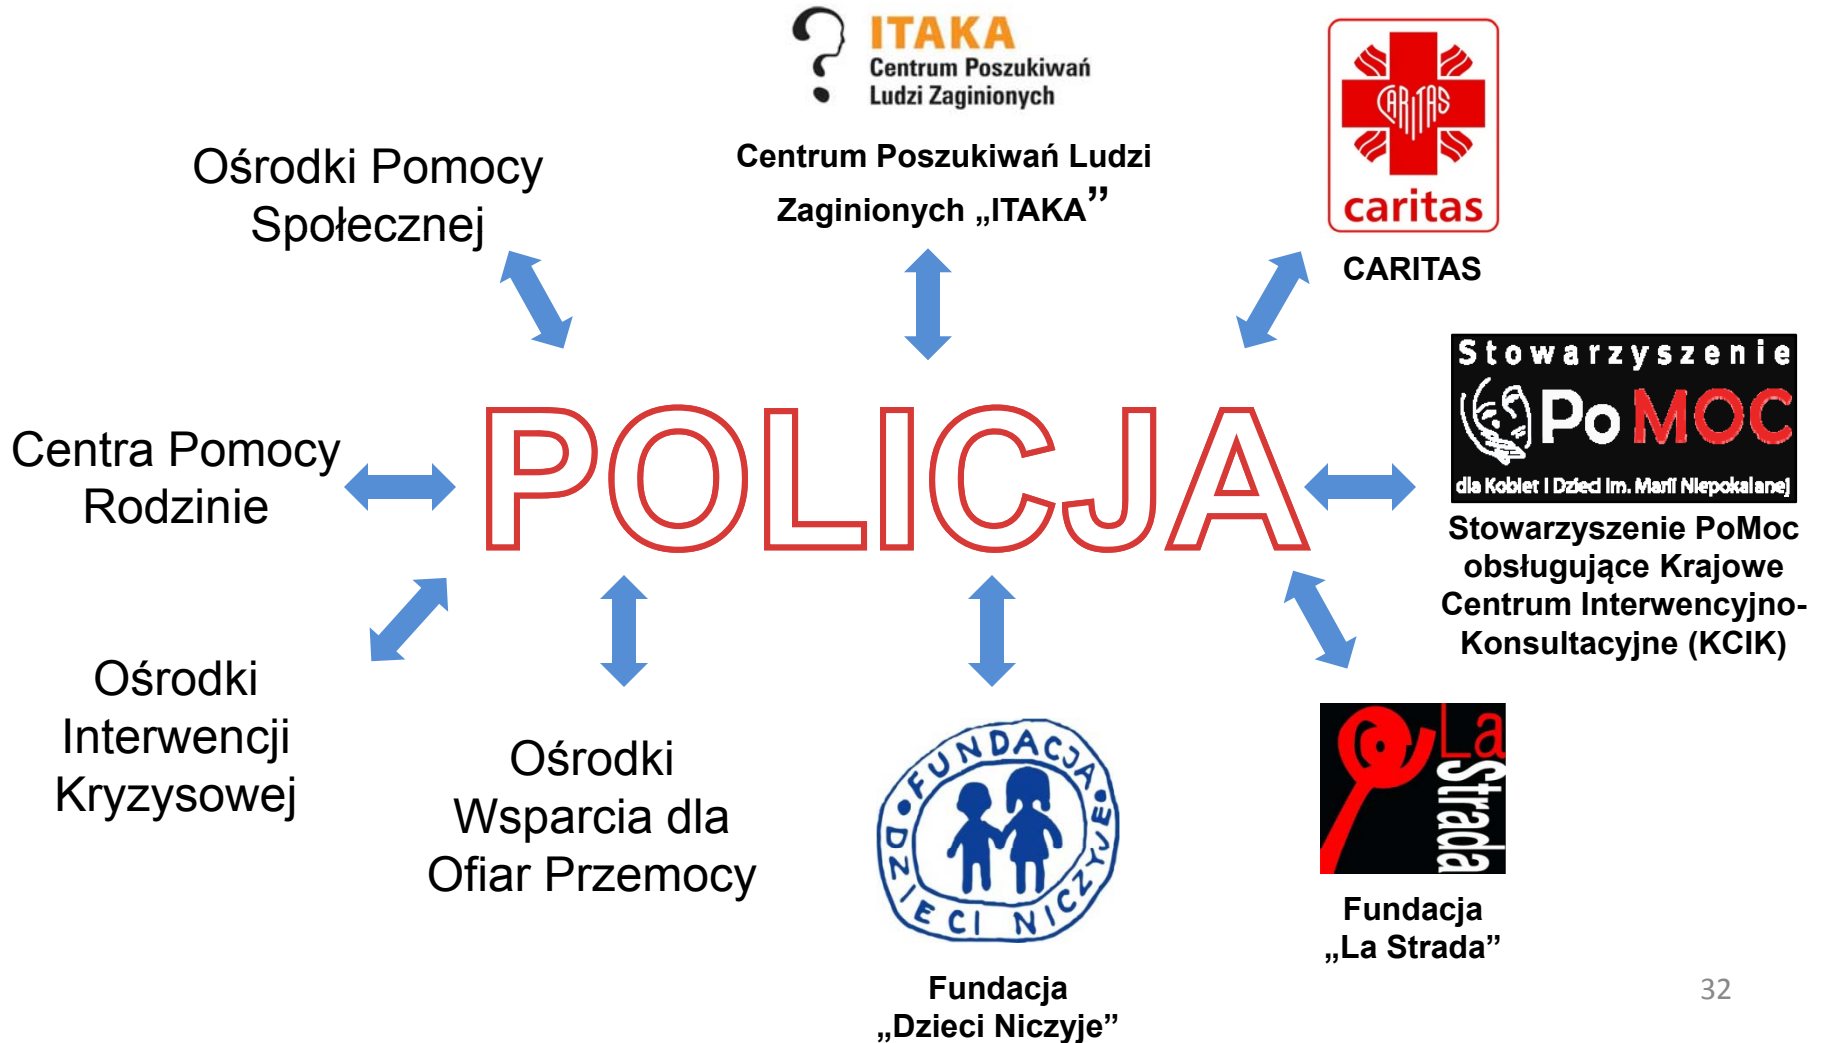 ITAKA
Centrum Poszukiwań
Ludzi Zaginionych
Centrum Poszukiwań Ludzi
Zaginionych „ITAKA”
CARITAS
caritas
CARITAS
Ośrodki Pomocy
Społecznej
Stowarzyszenie
PoMOC
dla Kobiet i Dzieci im. Marii Niepokalanej
Stowarzyszenie PoMoc
obsługujące Krajowe
Centrum Interwencyjno-
Konsultacyjne (KCIK)
Centra Pomocy
Rodzinie
POLICJA
Ośrodki
Interwencji
Kryzysowej
Ośrodki
Wsparcia dla
Ofiar Przemocy
FUNDACJA
DZIECI NICZYJE
Fundacja
„Dzieci Niczyje”
La
Strada
Fundacja
„La Strada”
32